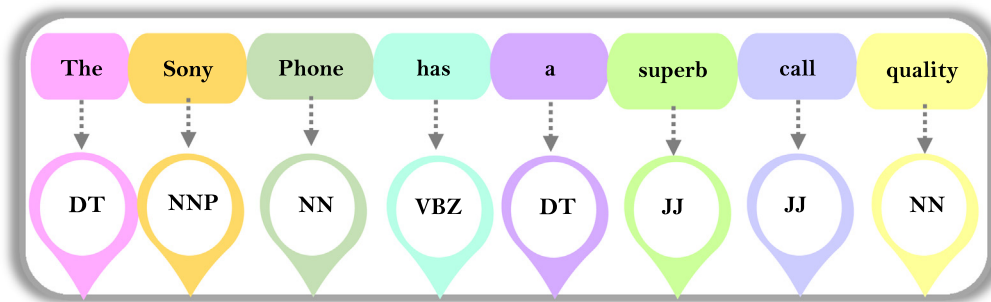 The Sony Phone has a superb call quality
DT NNP NN VBZ DT JJ JJ NN